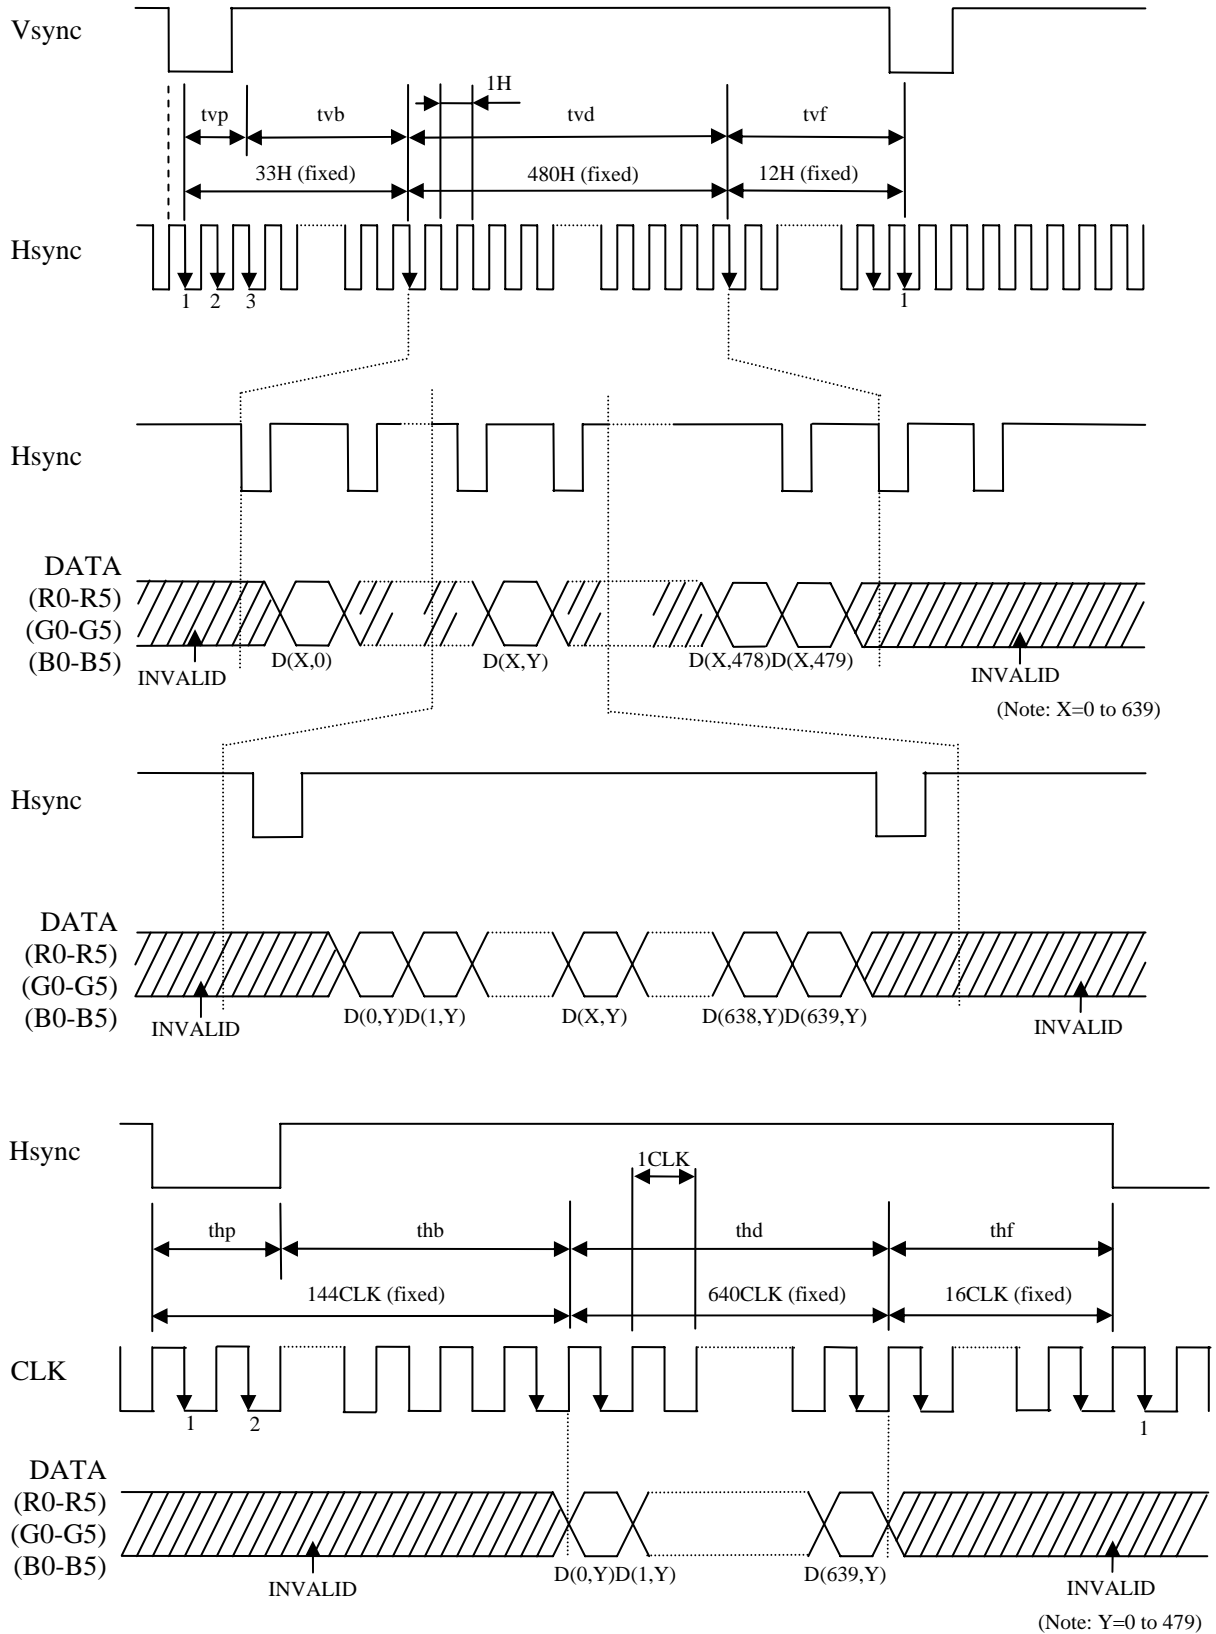 Vsync
1H
tvp tvb tvd tvf
33H (fixed) 480H (fixed) 12H (fixed)
Hsync
1 2 3 1
Hsync
DATA
(R0-R5)
(G0-G5)
(B0-B5)
D(X,0) D(X,Y) D(X,478)D(X,479)
INVALID INVALID
(Note: X=0 to 639)
Hsync
DATA
(R0-R5)
(G0-G5)
(B0-B5)
D(0,Y)D(1,Y) D(X,Y) D(638,Y)D(639,Y)
INVALID INVALID
Hsync
1CLK
thp thb thd thf
144CLK (fixed) 640CLK (fixed) 16CLK (fixed)
CLK
1 2 1
DATA
(R0-R5)
(G0-G5)
(B0-B5)
D(0,Y)D(1,Y) D(639,Y)
INVALID INVALID
(Note: Y=0 to 479)